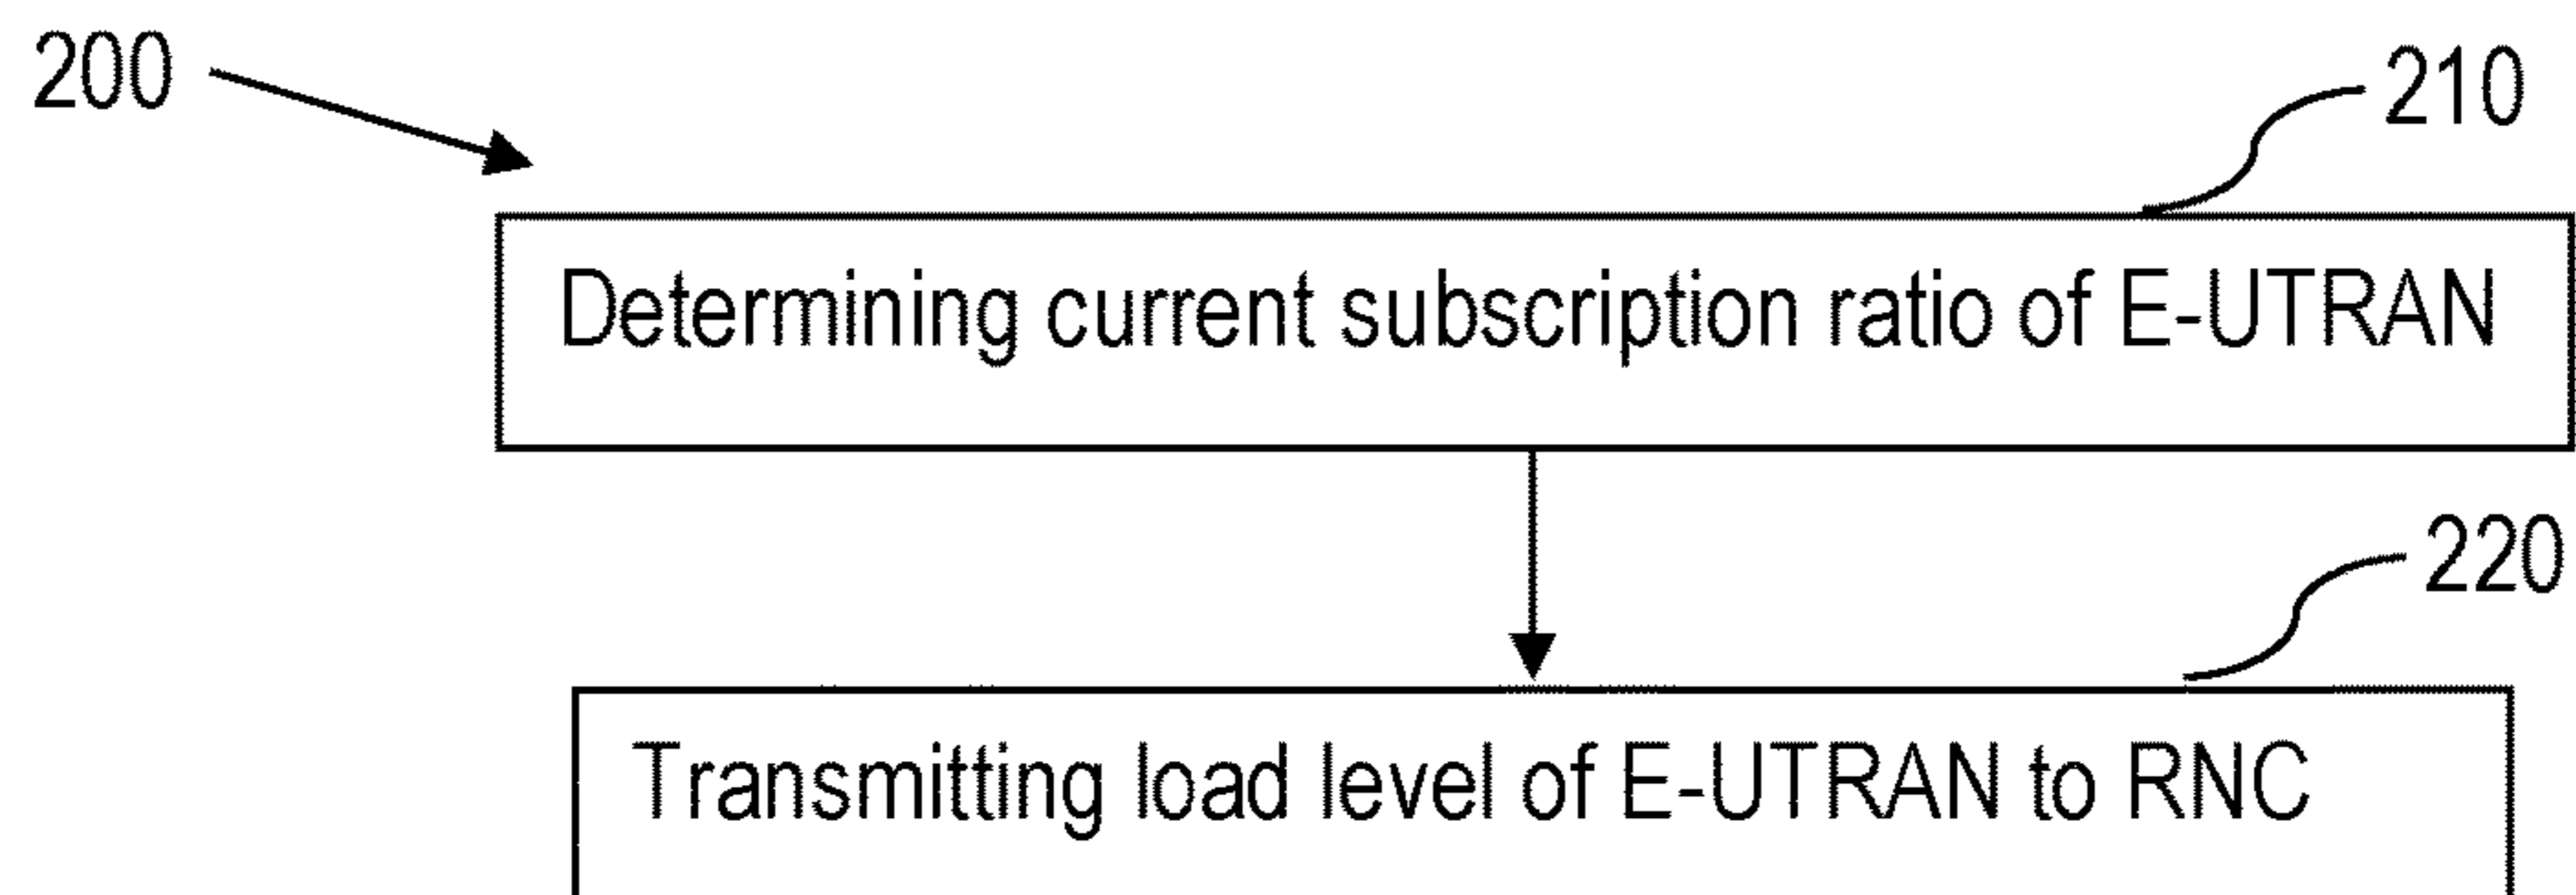 200
210
Determining current subscription ratio of E-UTRAN
220
Transmitting load level of E-UTRAN to RNC